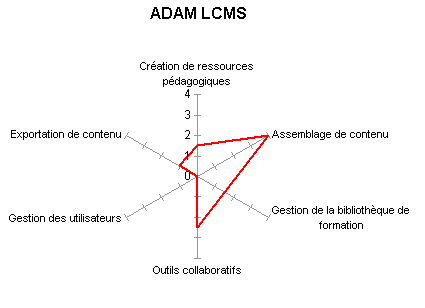 ADAM LCMS
Création de ressources
pédagogiques
4
3
2
1
0
Exportation de contenu
Assemblage de contenu
Gestion des utilisateurs
Gestion de la bibliothèque de
formation
Outils collaboratifs